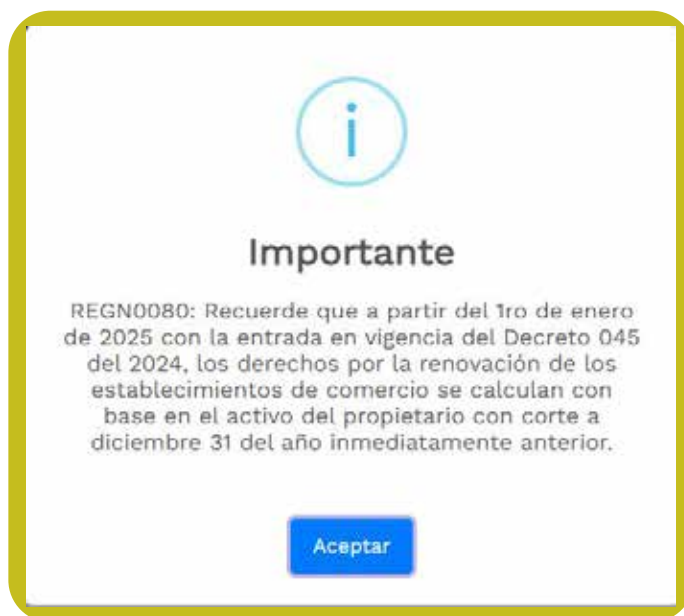 Importante
REGN0080: Recuerde que a partir del 1ro de enero
de 2025 con la entrada en vigencia del Decreto 045
del 2024, los derechos por la renovación de los
establecimientos de comercio se calculan con
base en el activo del propietario con corte a
diciembre 31 del año inmediatamente anterior.
Aceptar